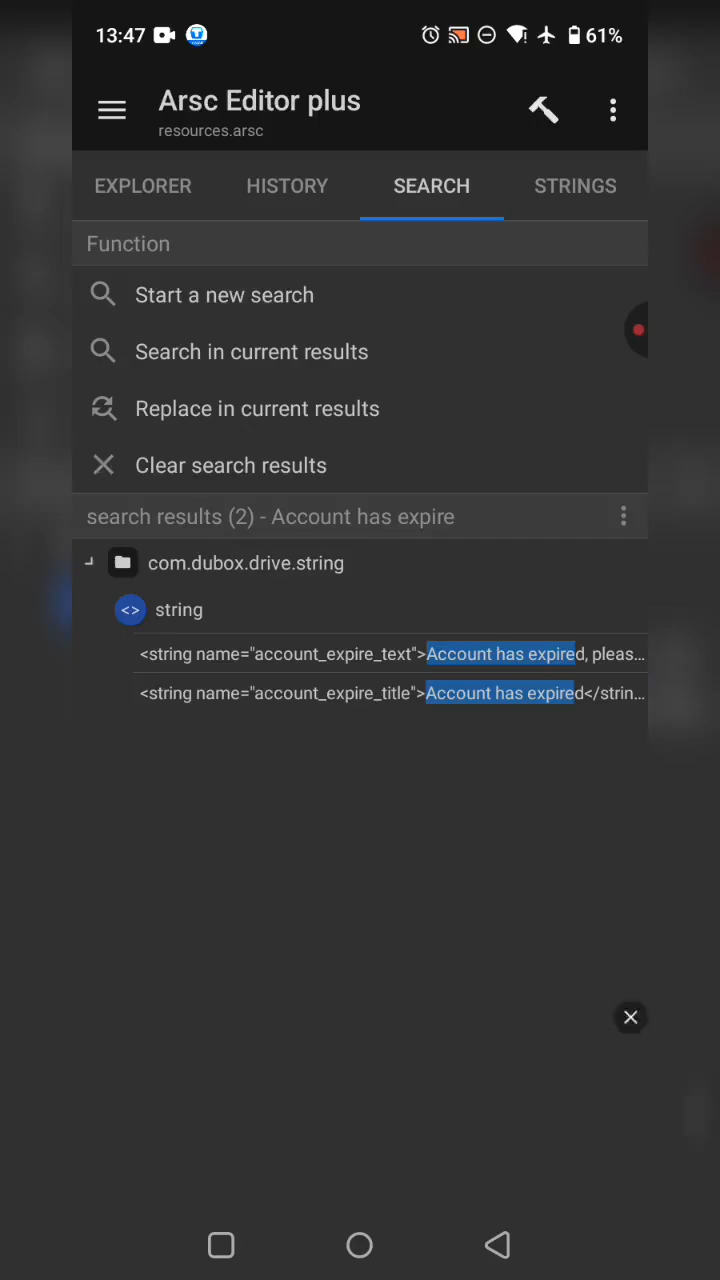 13:47
61%
Arsc Editor plus
resources.arsc
EXPLORER HISTORY SEARCH STRINGS
Function
Start a new search
Search in current results
Replace in current results
Clear search results
search results (2) - Account has expire
com.dubox.drive.string
<> string
<string name="account_expire_text">Account has expired, pleas...
<string name="account_expire_title">Account has expired</strin...